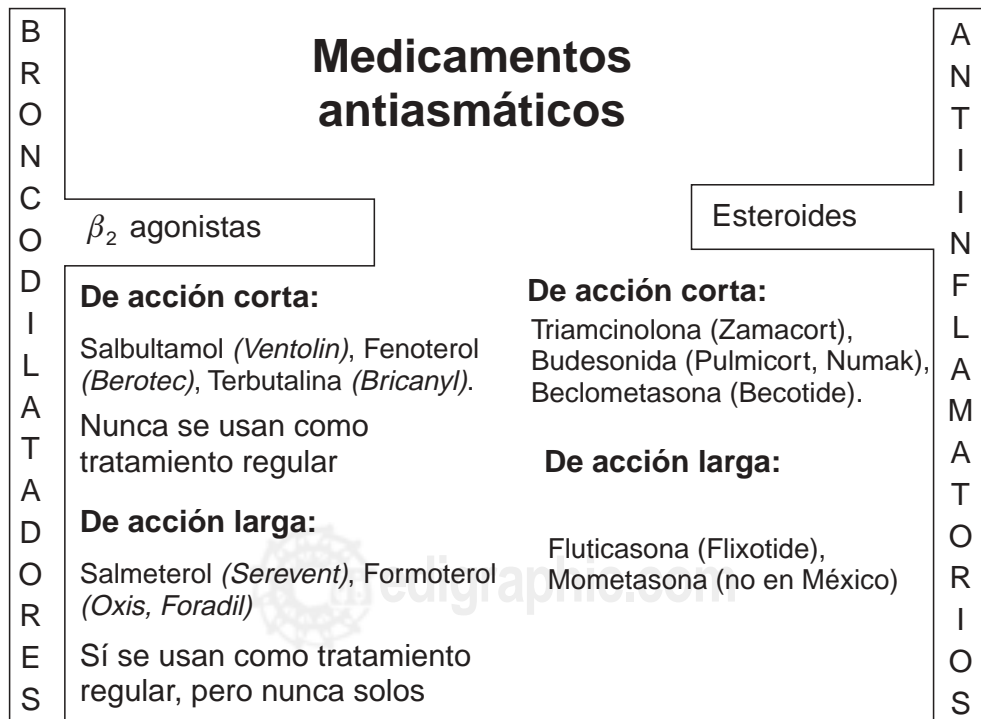 BRONCODILATADORES
Medicamentos
antiasmáticos
β₂ agonistas
De acción corta:
Salbultamol (Ventolin), Fenoterol
(Berotec), Terbutalina (Bricanyl).
Nunca se usan como
tratamiento regular
De acción larga:
Salmeterol (Serevent), Formoterol
(Oxis, Foradil)
Sí se usan como tratamiento
regular, pero nunca solos
Esteroides
De acción corta:
Triamcinolona (Zamacort),
Budesonida (Pulmicort, Numak),
Beclometasona (Becotide).
De acción larga:
Fluticasona (Flixotide),
Mometasona (no en México)
ANTIINFLAMATORIOS
edigraphic.com